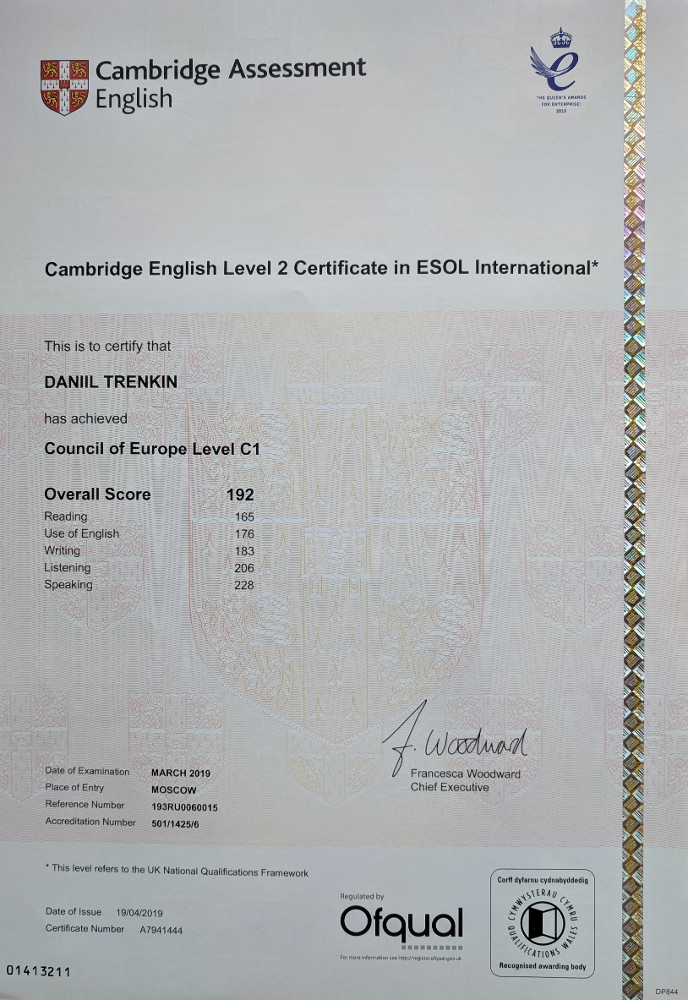 Cambridge Assessment
English
THE QUEEN'S AWARDS
FOR ENTERPRISE:
2015
Cambridge English Level 2 Certificate in ESOL International*
This is to certify that
DANIIL TRENKIN
has achieved
Council of Europe Level C1
Overall Score 192
Reading 165
Use of English 176
Writing 183
Listening 206
Speaking 228
F. Woodward
Francesca Woodward
Chief Executive
Date of Examination MARCH 2019
Place of Entry MOSCOW
Reference Number 193RU0060015
Accreditation Number 501/1425/6
* This level refers to the UK National Qualifications Framework
Date of Issue 19/04/2019
Certificate Number A7941444
Regulated by
Ofqual
For more information see http://register.ofqual.gov.uk
Corff dyfarnu cydnabyddedig
CYMWYSTERAU CYMRU
QUALIFICATIONS WALES
Recognised awarding body
01413211
DP844